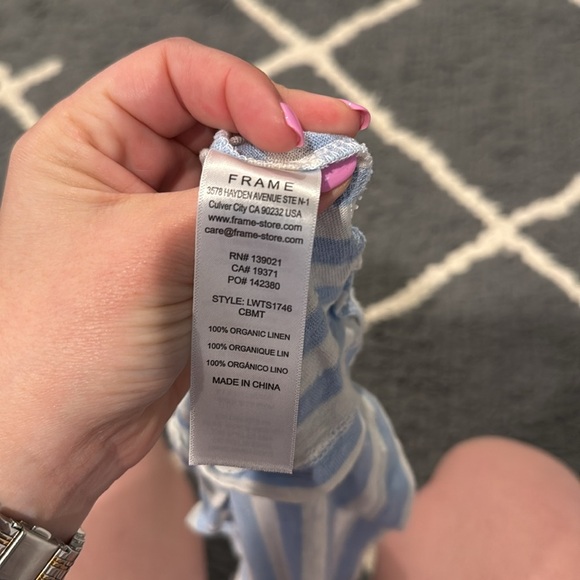 FRAME
3578 HAYDEN AVENUE STE N-1
Culver City CA 90232 USA
www.frame-store.com
care@frame-store.com
RN# 139021
CA# 19371
PO# 142380
STYLE: LWTS1746
CBMT
100% ORGANIC LINEN
100% ORGANIQUE LIN
100% ORGÁNICO LINO
MADE IN CHINA